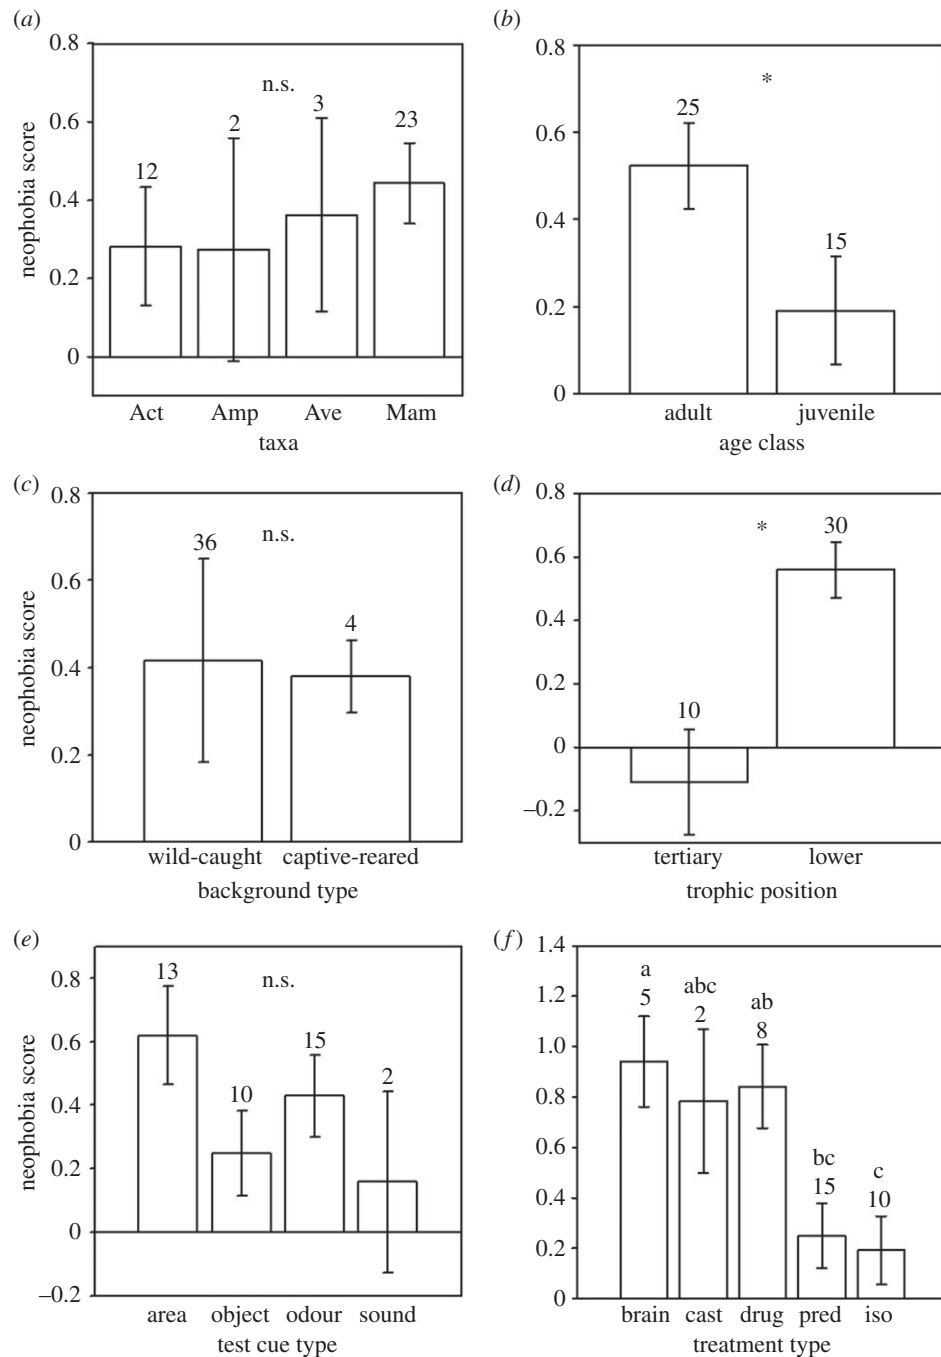 (a)
0.8
n.s.
0.6
12
2
3
23
0.4
0.2
0
neophobia score
Act Amp Ave Mam
taxa
(b)
0.8
*
0.6
25
15
0.4
0.2
0
adult juvenile
age class
(c)
0.8
n.s.
0.6
36
4
0.4
0.2
0
neophobia score
wild-caught captive-reared
background type
(d)
0.8
*
30
0.6
0.4
0.2
10
0
–0.2
tertiary lower
trophic position
(e)
n.s.
0.8
13
10
15
2
0.6
0.4
0.2
0
–0.2
neophobia score
area object odour sound
test cue type
(f)
1.4
1.2
1.0
0.8
0.6
0.4
0.2
0
a
5
abc
2
ab
8
bc
15
c
10
brain cast drug pred iso
treatment type